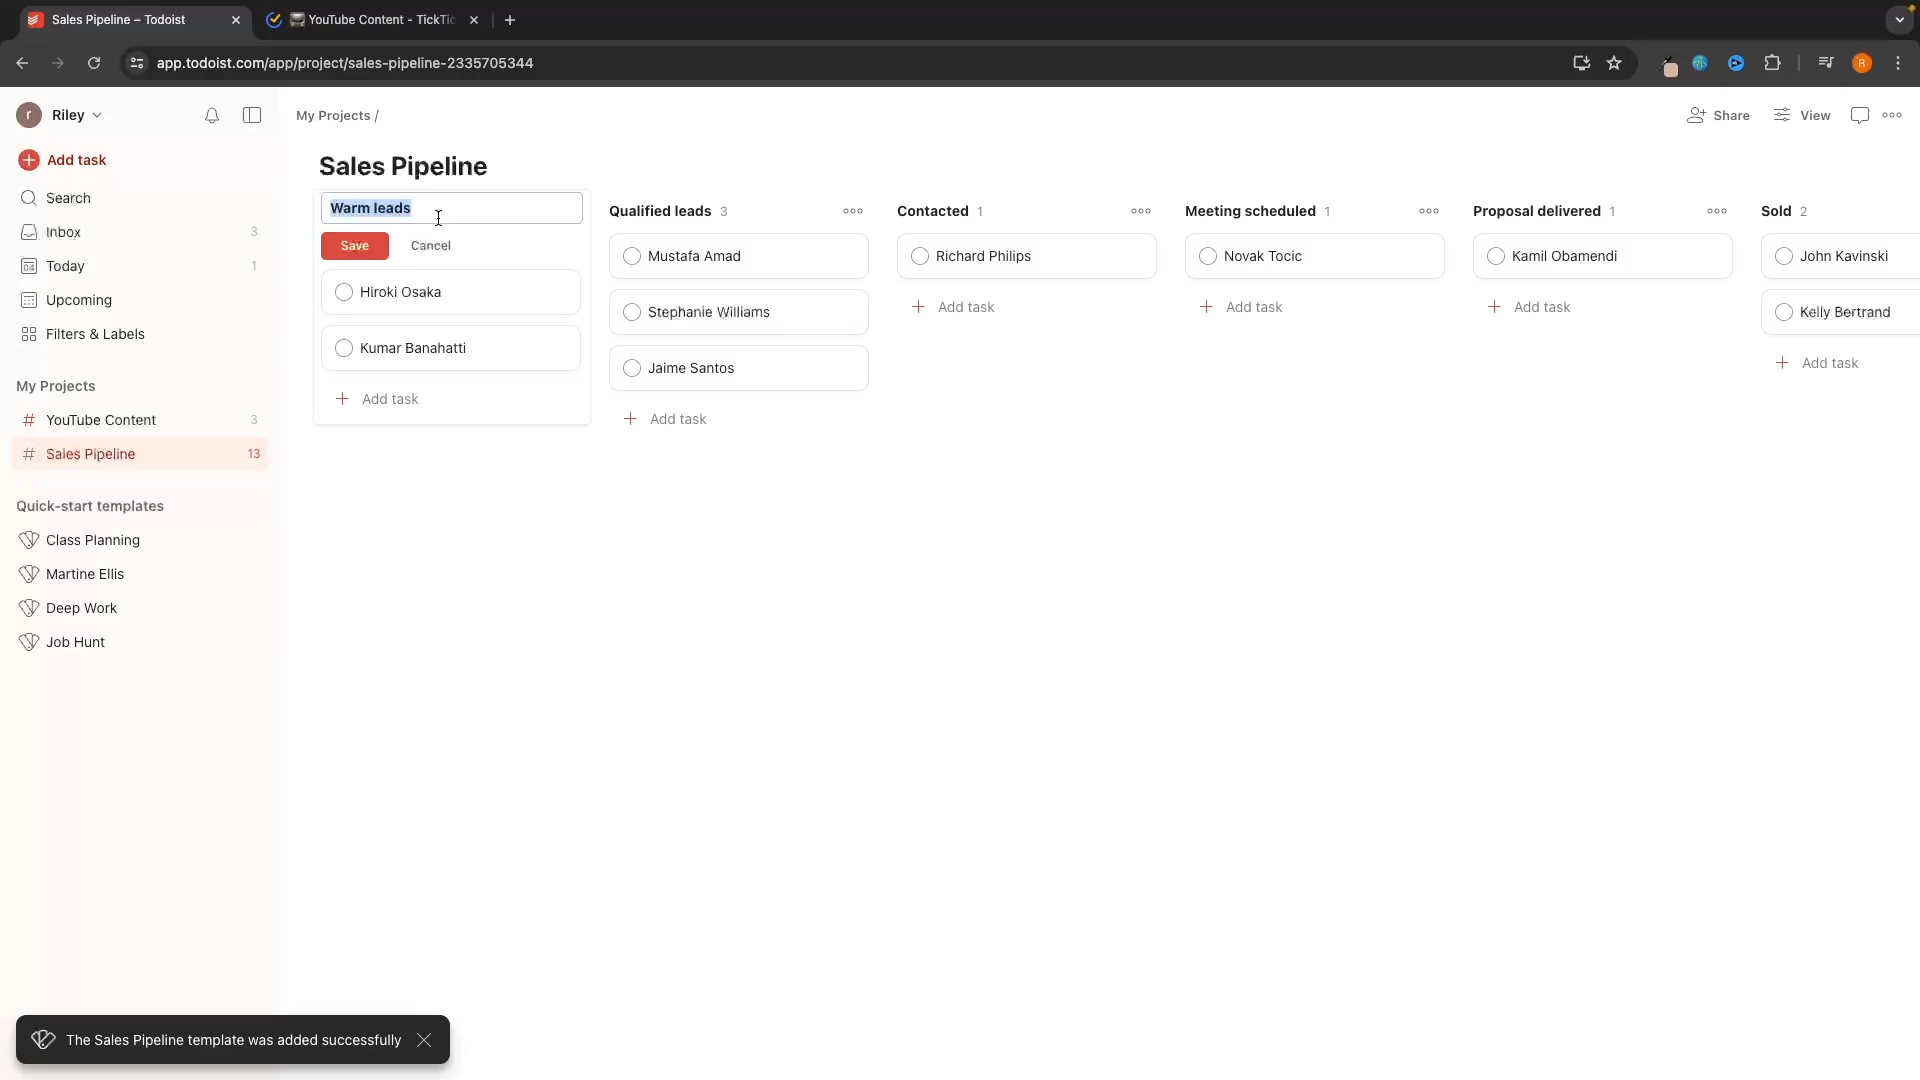 Sales Pipeline – Todoist
YouTube Content - TickTic
app.todoist.com/app/project/sales-pipeline-2335705344
R
r Riley
My Projects /
Share
View
Add task
Search
Inbox 3
04 Today 1
Upcoming
Filters & Labels
My Projects
# YouTube Content 3
# Sales Pipeline 13
Quick-start templates
Class Planning
Martine Ellis
Deep Work
Job Hunt
Sales Pipeline
Warm leads
Save Cancel
Hiroki Osaka
Kumar Banahatti
Add task
Qualified leads 3
Mustafa Amad
Stephanie Williams
Jaime Santos
Add task
Contacted 1
Richard Philips
Add task
Meeting scheduled 1
Novak Tocic
Add task
Proposal delivered 1
Kamil Obamendi
Add task
Sold 2
John Kavinski
Kelly Bertrand
Add task
The Sales Pipeline template was added successfully